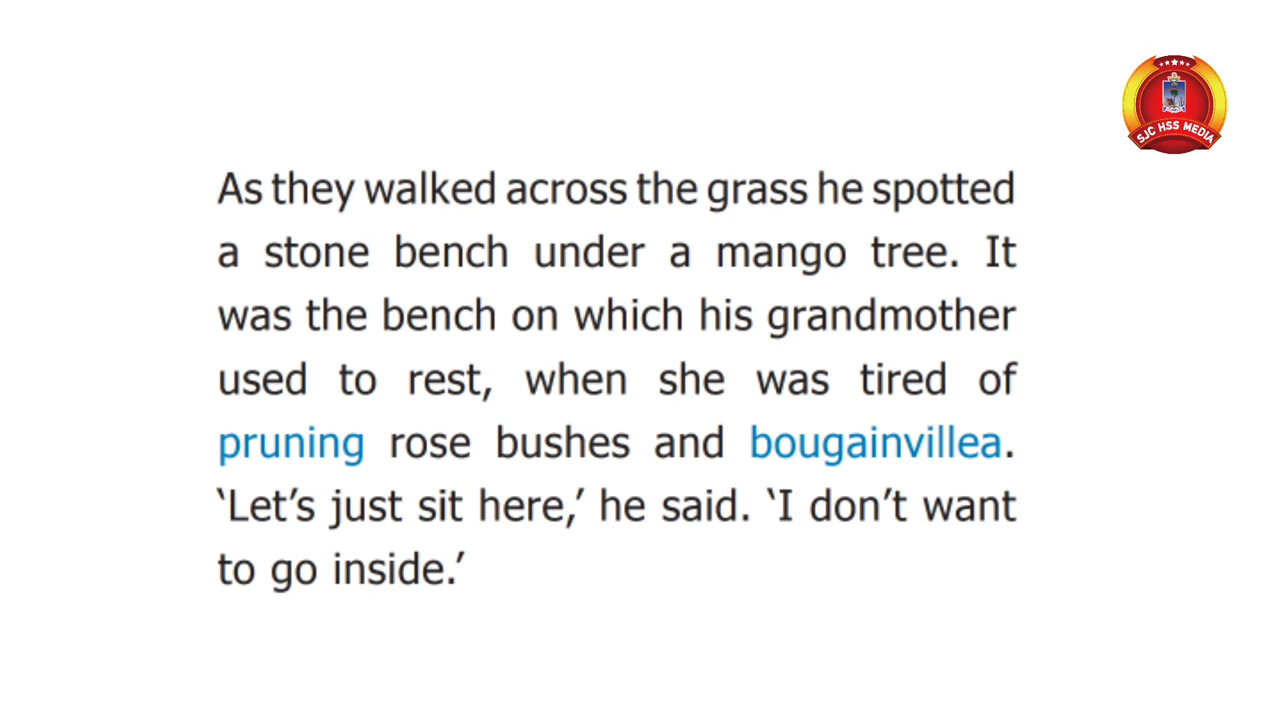 SJC HSS MEDIA
As they walked across the grass he spotted
a stone bench under a mango tree. It
was the bench on which his grandmother
used to rest, when she was tired of
pruning rose bushes and bougainvillea.
‘Let’s just sit here,’ he said. ‘I don’t want
to go inside.’